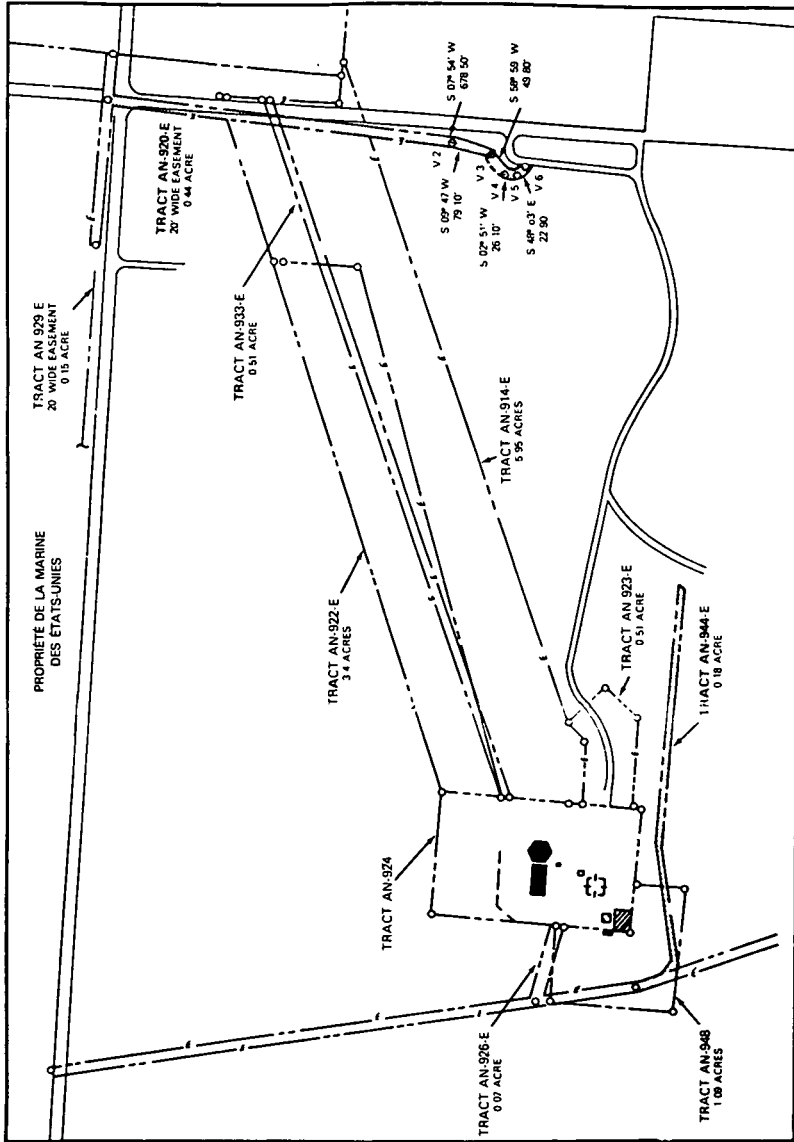 PROPRIÉTÉ DE LA MARINE
DES ÉTATS-UNIES
TRACT AN 929 E
20' WIDE EASEMENT
0 15 ACRE
TRACT AN-920-E
20' WIDE EASEMENT
0 44 ACRE
TRACT AN-933-E
0 51 ACRE
TRACT AN-922-E
3 4 ACRES
TRACT AN-914-E
5 95 ACRES
S 07° 54' W
678 50'
V 2
S 09° 47 W
79 10'
S 58° 59 W
49 80'
V 3
V 4
V 5
V 6
S 02° 51' W
26 10'
S 48° 03' E
22 90
TRACT AN-924
TRACT AN 923-E
0 51 ACRE
TRACT AN-944-E
0 18 ACRE
TRACT AN-926-E
0 07 ACRE
TRACT AN-948
1 09 ACRES